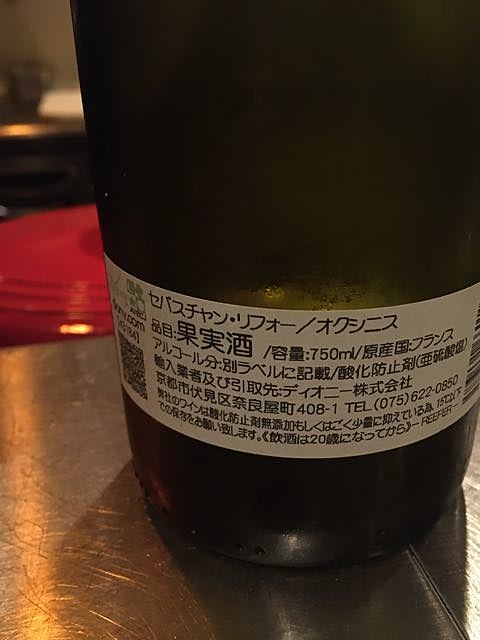 セバスチャン・リフォー/オクシニス
品目:果実酒 /容量:750ml/原産国:フランス
アルコール分:別ラベルに記載/酸化防止剤(亜硫酸塩)
輸入業者及び引取先:ディオニー株式会社
京都市伏見区奈良屋町408-1 TEL (075)622-0850
弊社のワインは酸化防止剤無添加もしくはごく少量に抑えている為、15℃以下
での保存をお願い致します。《飲酒は20歳になってから》－REEFER－